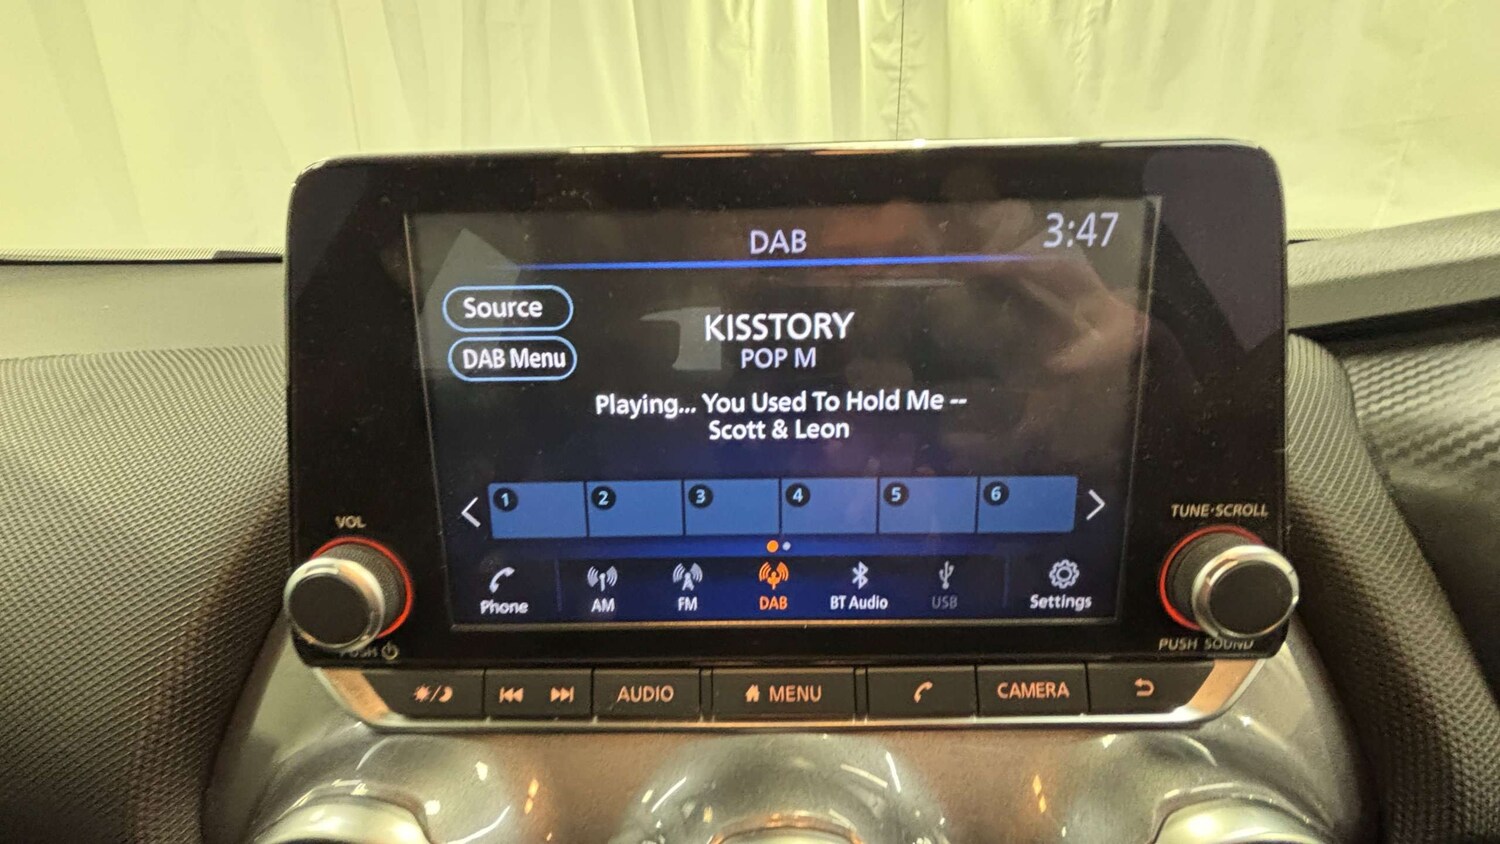 DAB
3:47
Source
KISSTORY
DAB Menu
POP M
Playing... You Used To Hold Me --
Scott & Leon
1 2 3 4 5 6
VOL
TUNE·SCROLL
Phone AM FM DAB BT Audio USB Settings
PUSH
PUSH SOUND
AUDIO MENU CAMERA